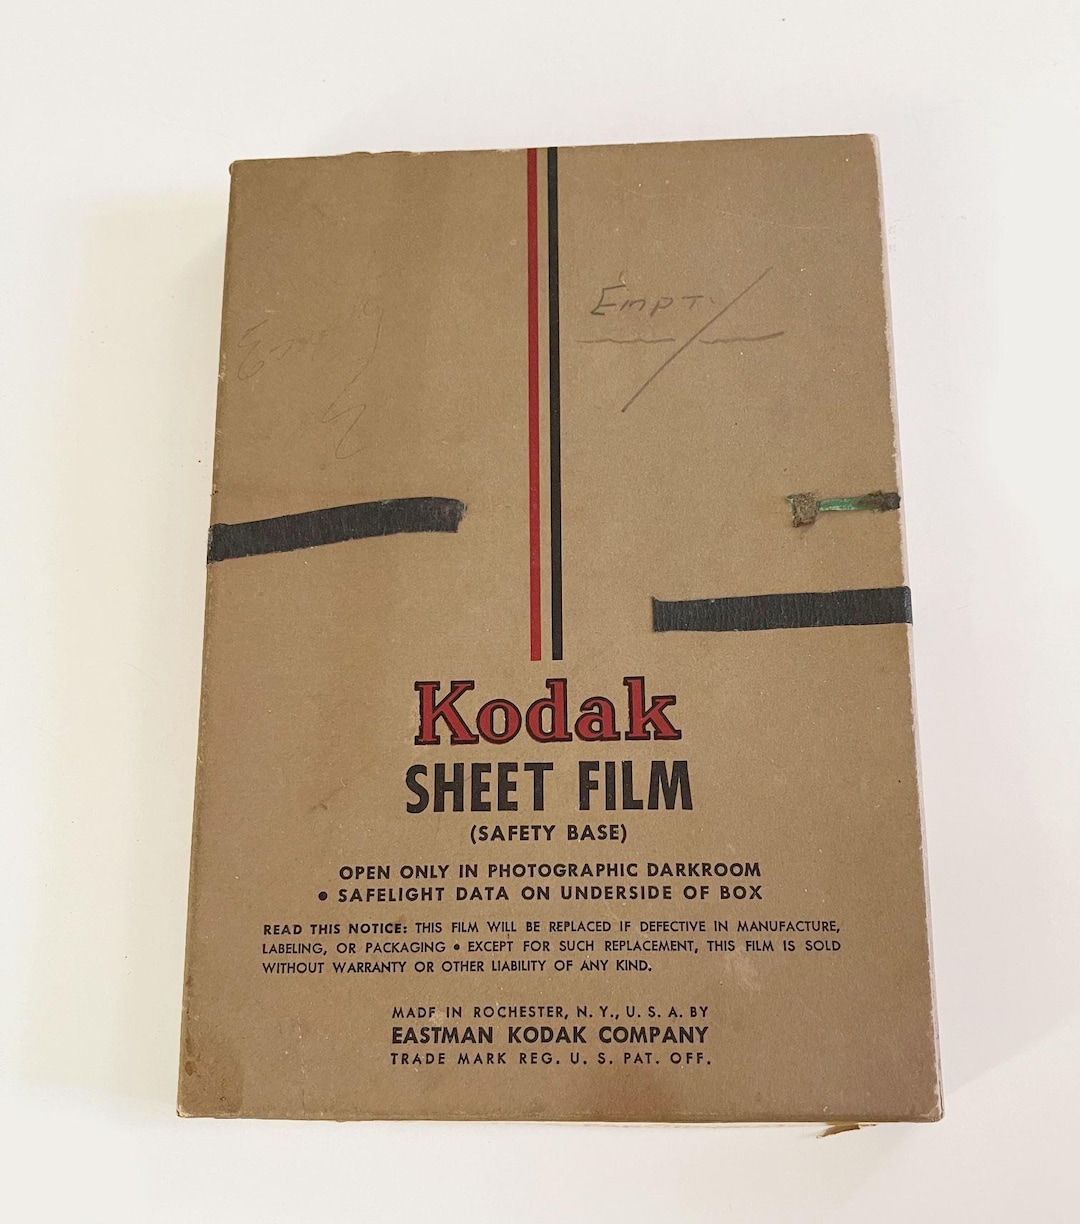 Empty
Kodak
SHEET FILM
(SAFETY BASE)
OPEN ONLY IN PHOTOGRAPHIC DARKROOM
• SAFELIGHT DATA ON UNDERSIDE OF BOX
READ THIS NOTICE: THIS FILM WILL BE REPLACED IF DEFECTIVE IN MANUFACTURE,
LABELING, OR PACKAGING • EXCEPT FOR SUCH REPLACEMENT, THIS FILM IS SOLD
WITHOUT WARRANTY OR OTHER LIABILITY OF ANY KIND.
MADE IN ROCHESTER, N. Y., U. S. A. BY
EASTMAN KODAK COMPANY
TRADE MARK REG. U. S. PAT. OFF.